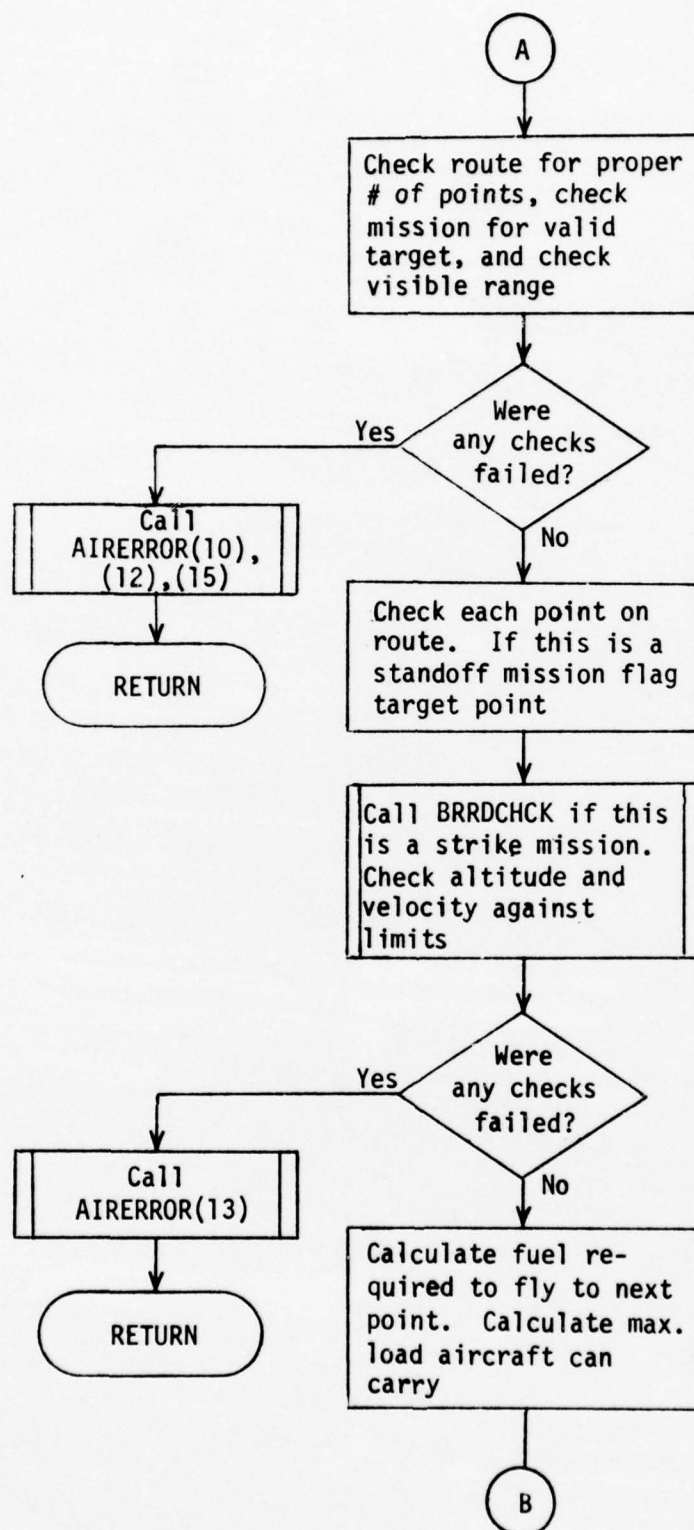 A
Check route for proper
# of points, check
mission for valid
target, and check
visible range
Were
any checks
failed?
Yes
No
Call
AIRERROR(10),
(12),(15)
RETURN
Check each point on
route. If this is a
standoff mission flag
target point
Call BRRDCHCK if this
is a strike mission.
Check altitude and
velocity against
limits
Were
any checks
failed?
Yes
No
Call
AIRERROR(13)
RETURN
Calculate fuel re-
quired to fly to next
point. Calculate max.
load aircraft can
carry
B